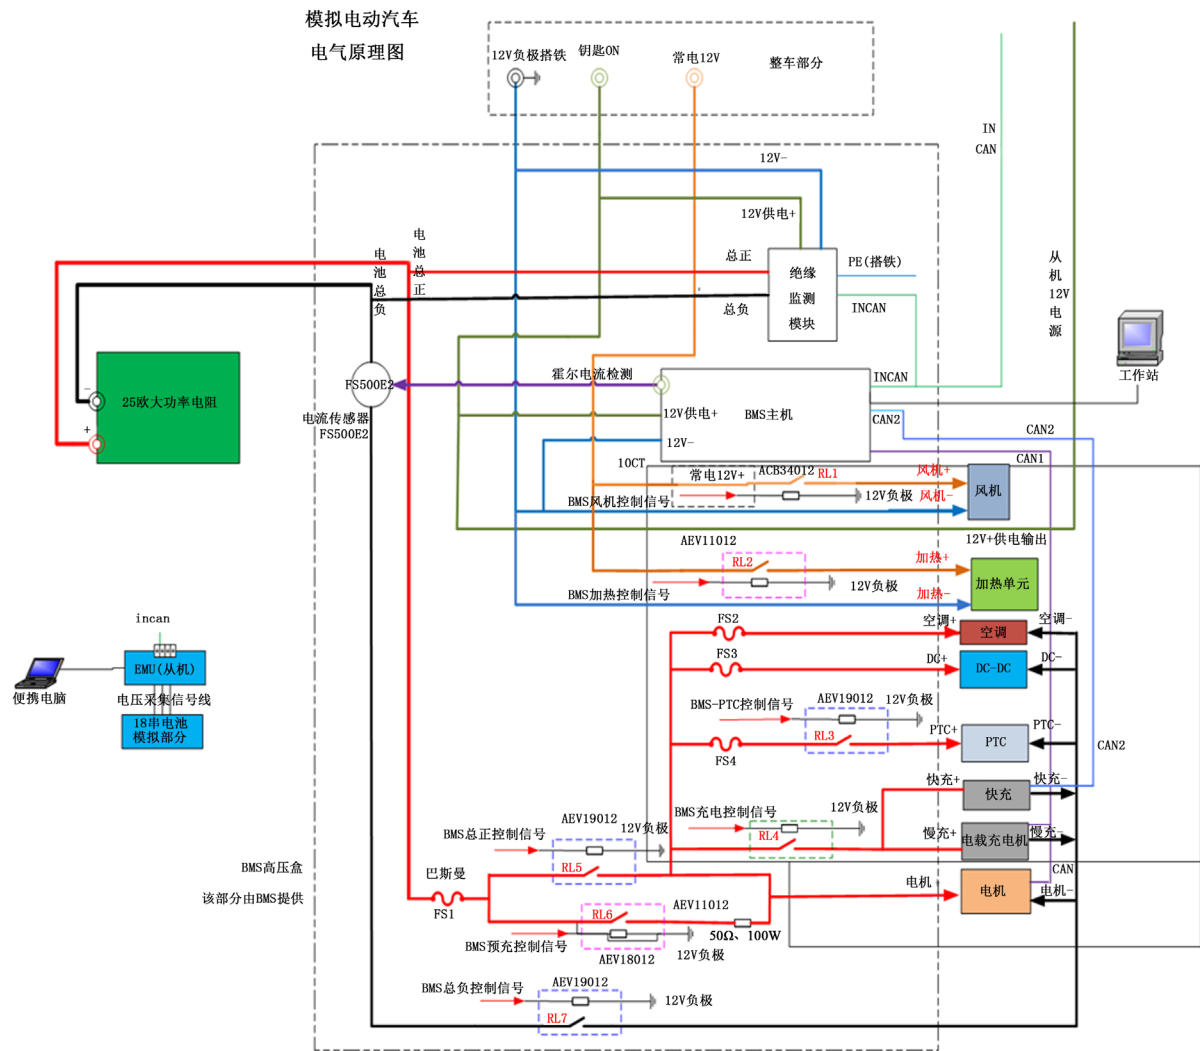 模拟电动汽车
电气原理图
12V负极搭铁
钥匙ON
常电12V
整车部分
IN
CAN
12V-
12V供电+
电池总正
电池总负
总正
总负
绝缘
监测
模块
PE(搭铁)
INCAN
从机12V电源
工作站
25欧大功率电阻
-
+
FS500E2
电流传感器
FS500E2
霍尔电流检测
BMS主机
12V供电+
12V-
INCAN
CAN2
CAN2
CAN1
10CT
常电12V+
ACB34012
RL1
风机+
BMS风机控制信号
12V负极
风机-
风机
12V+供电输出
AEV11012
RL2
加热+
BMS加热控制信号
12V负极
加热-
加热单元
incan
EMU(从机)
便携电脑
电压采集信号线
18串电池
模拟部分
FS2
空调+
空调
空调-
FS3
DC+
DC-DC
DC-
BMS-PTC控制信号
AEV19012
12V负极
RL3
FS4
PTC+
PTC
PTC-
CAN2
快充+
快充
快充-
BMS充电控制信号
12V负极
RL4
慢充+
电载充电机
慢充-
CAN
BMS总正控制信号
AEV19012
12V负极
RL5
BMS高压盒
该部分由BMS提供
巴斯曼
FS1
电机
电机
电机-
RL6
AEV11012
50Ω、100W
BMS预充控制信号
AEV18012
12V负极
BMS总负控制信号
AEV19012
12V负极
RL7